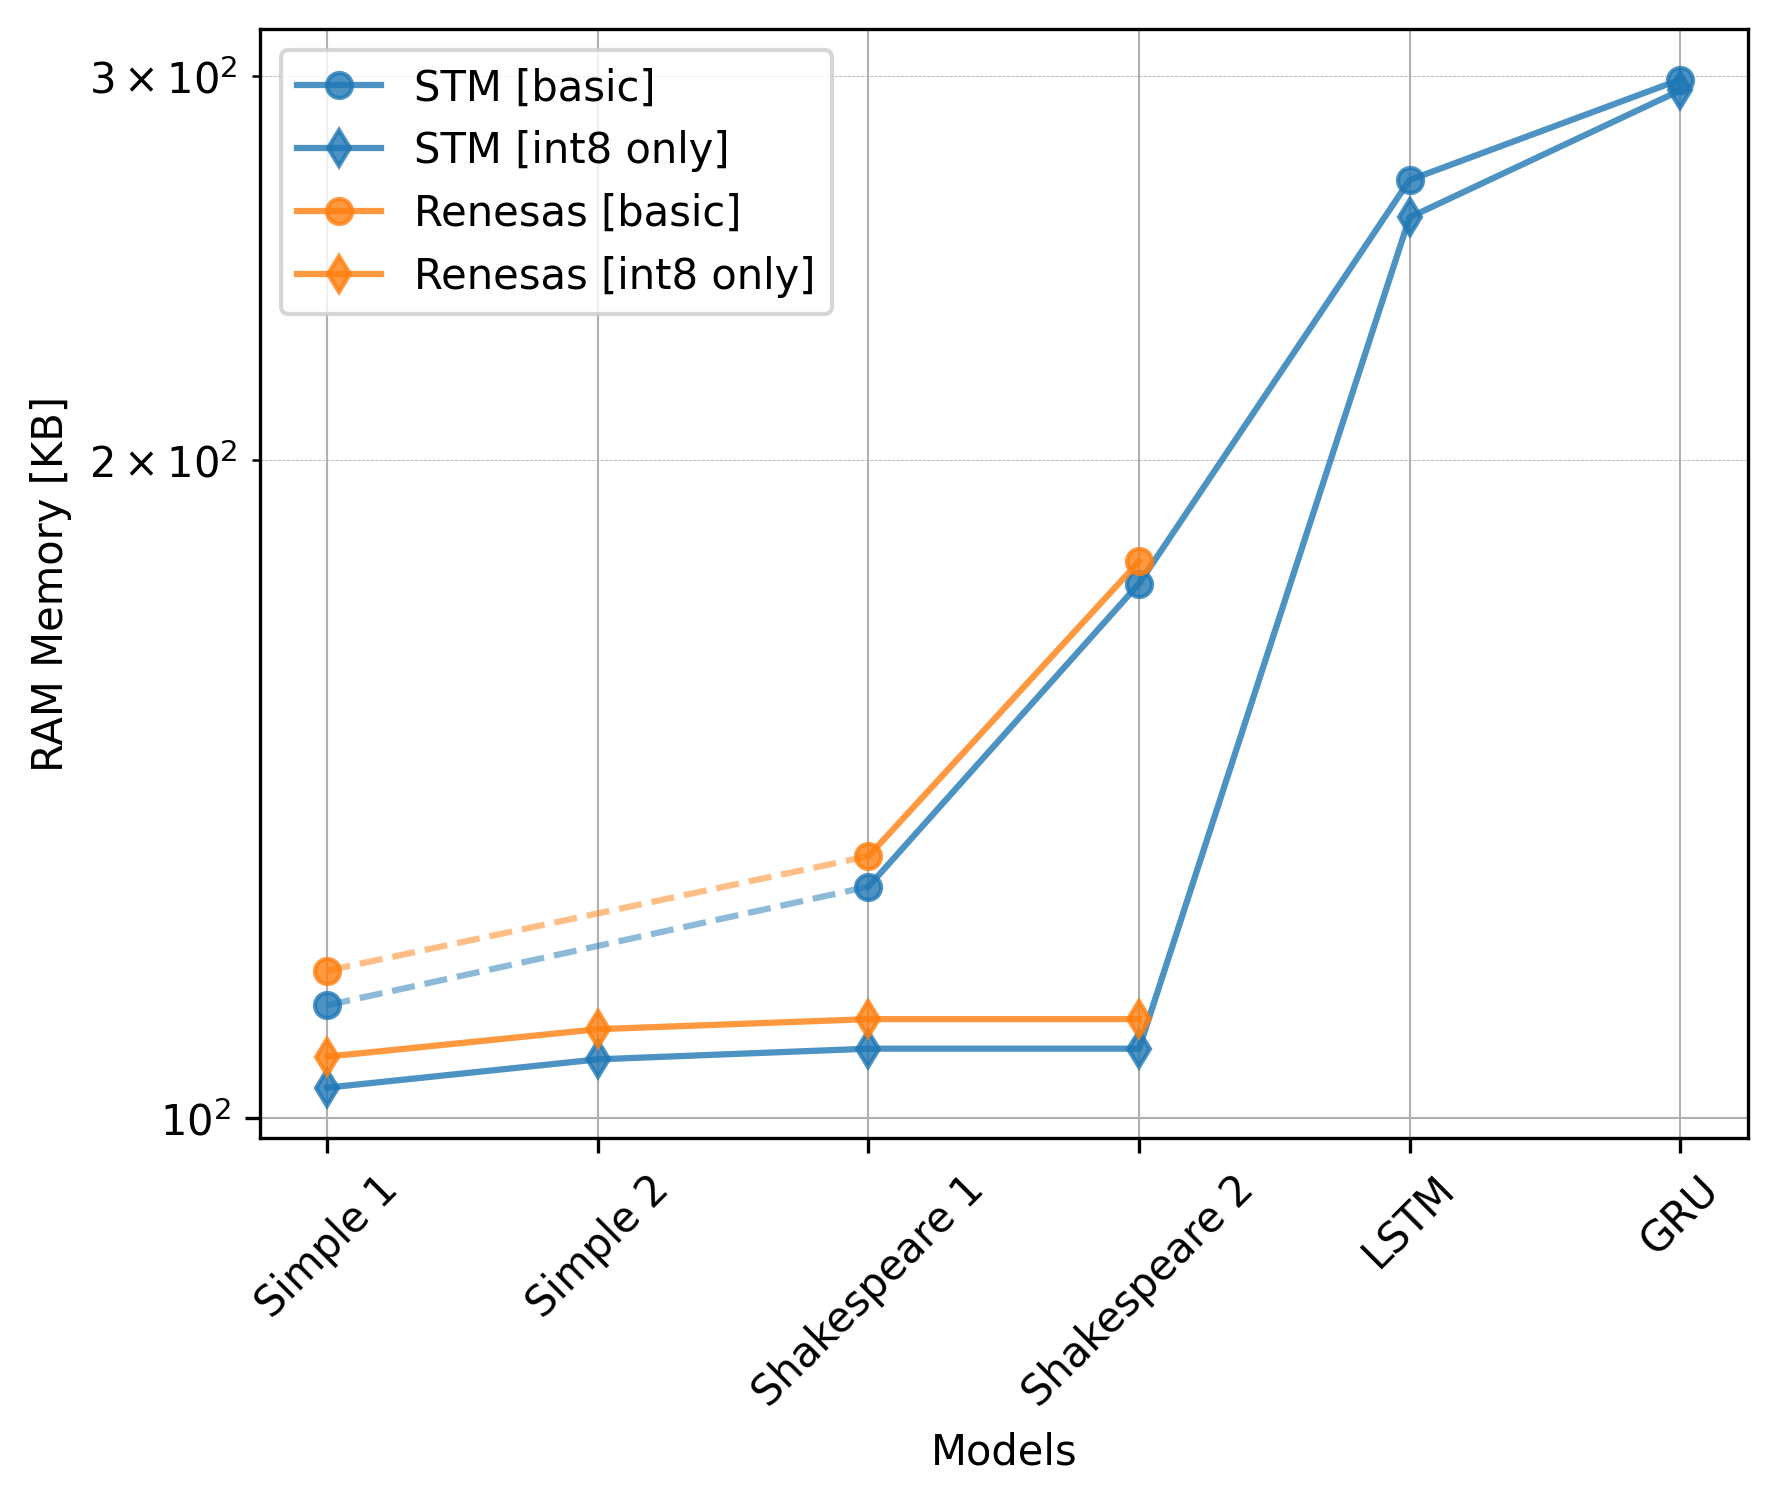 3 × 10²
2 × 10²
10²
RAM Memory [KB]
STM [basic]
STM [int8 only]
Renesas [basic]
Renesas [int8 only]
Simple 1
Simple 2
Shakespeare 1
Shakespeare 2
LSTM
GRU
Models